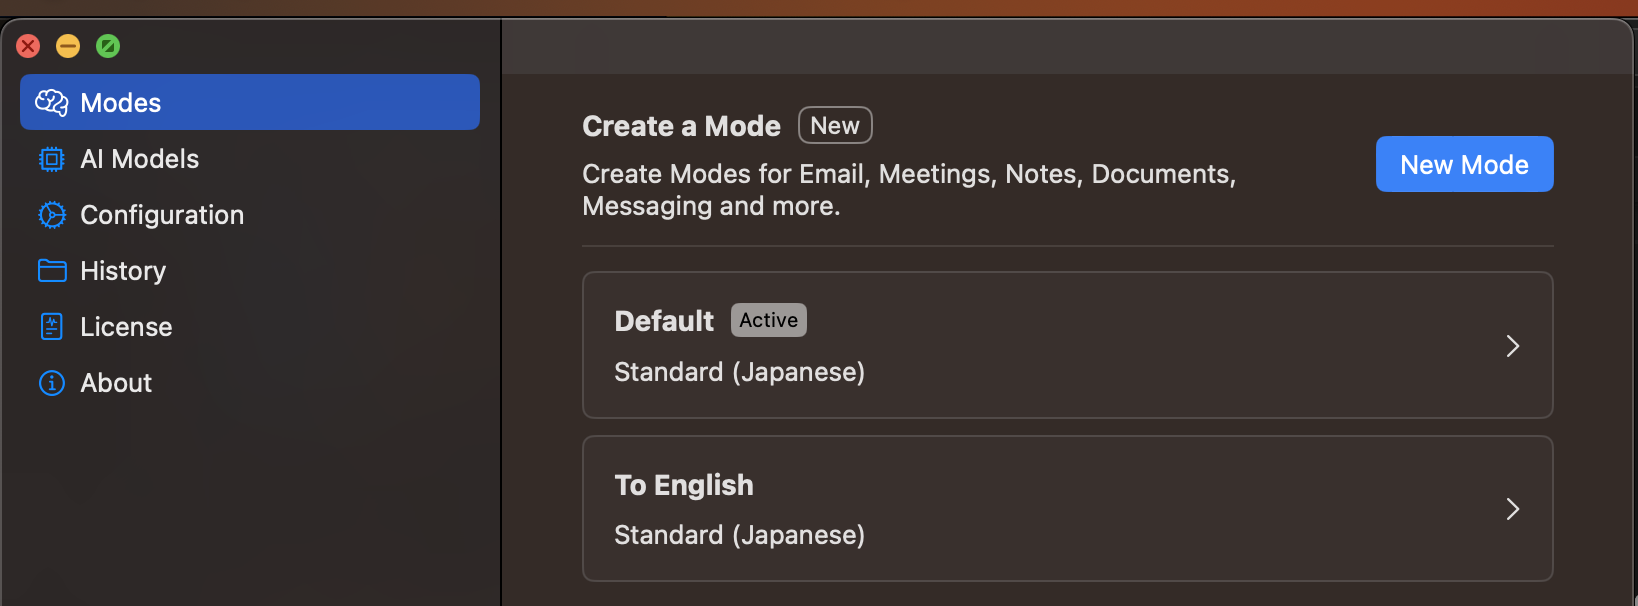 Modes
AI Models
Configuration
History
License
About
Create a Mode New
Create Modes for Email, Meetings, Notes, Documents,
Messaging and more.
New Mode
Default Active
Standard (Japanese)
To English
Standard (Japanese)